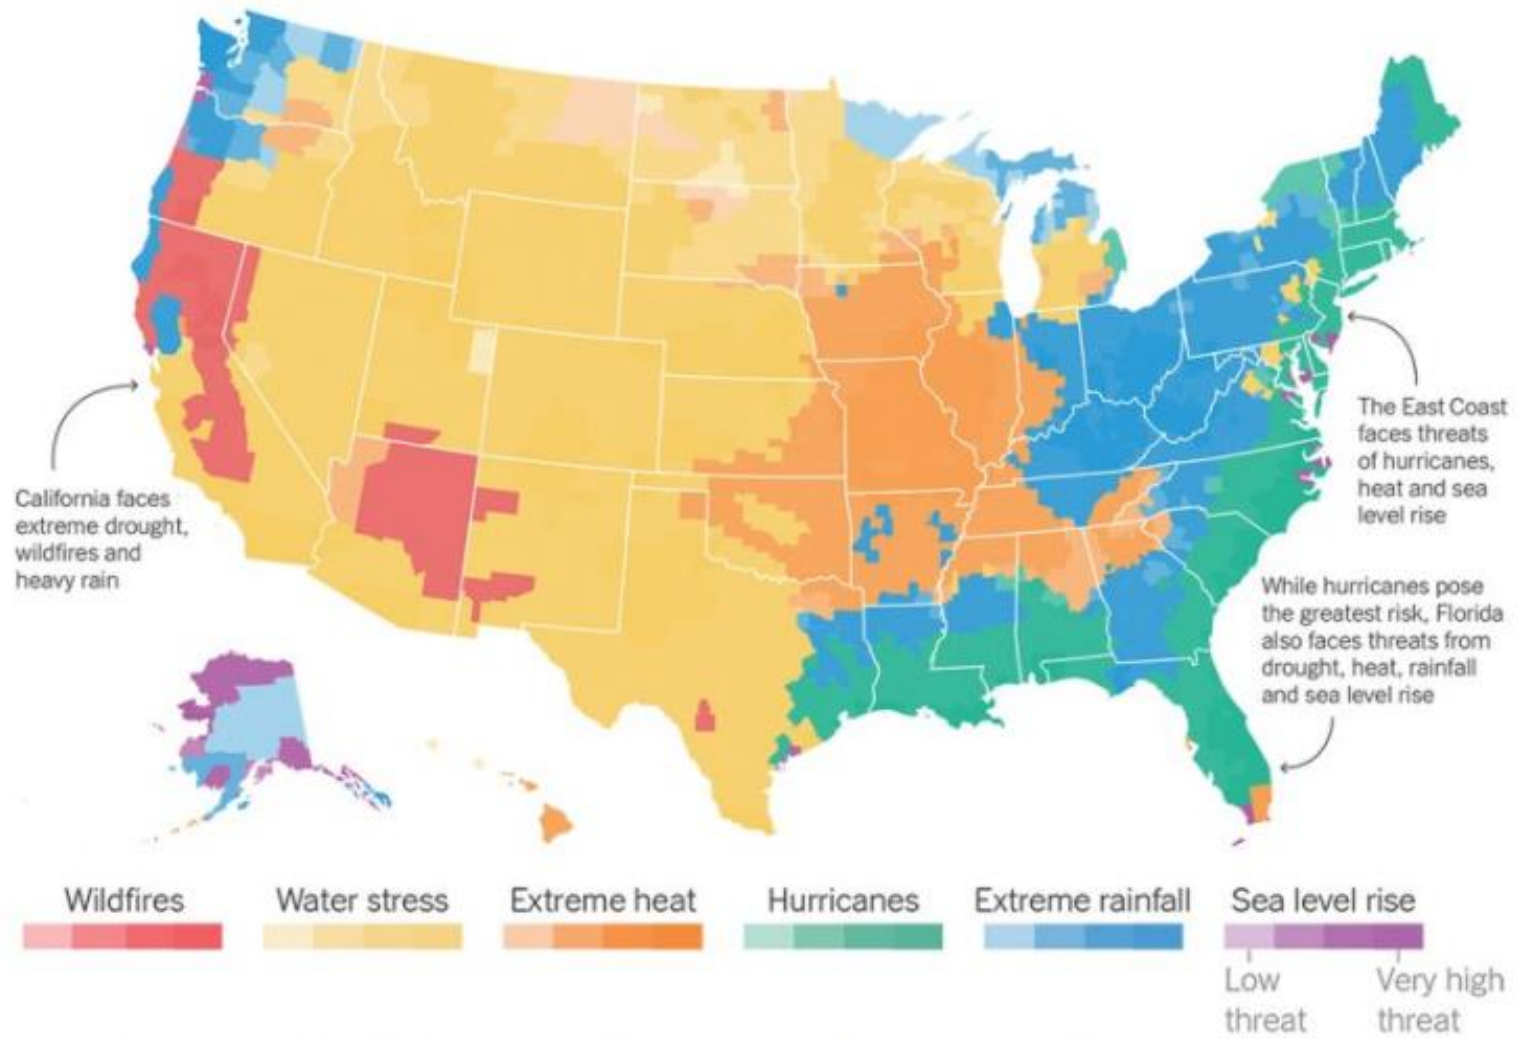 The East Coast
faces threats
of hurricanes,
heat and sea
level rise
California faces
extreme drought,
wildfires and
heavy rain
While hurricanes pose
the greatest risk, Florida
also faces threats from
drought, heat, rainfall
and sea level rise
Wildfires
Water stress
Extreme heat
Hurricanes
Extreme rainfall
Sea level rise
Low
threat
Very high
threat